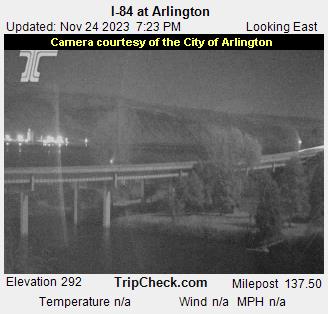 I-84 at Arlington
Updated: Nov 24 2023 7:23 PM Looking East
Camera courtesy of the City of Arlington
Elevation 292 TripCheck.com Milepost 137.50
Temperature n/a Wind n/a MPH n/a